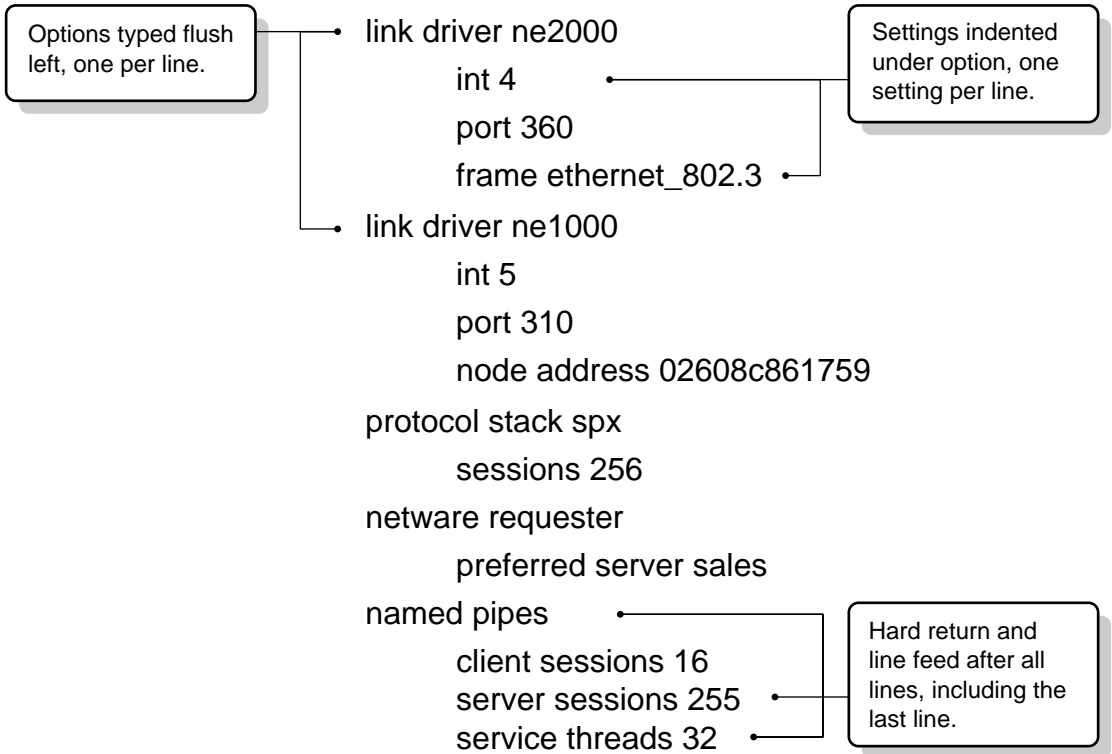 Options typed flush
left, one per line.
link driver ne2000
int 4
port 360
frame ethernet_802.3
Settings indented
under option, one
setting per line.
link driver ne1000
int 5
port 310
node address 02608c861759
protocol stack spx
sessions 256
netware requester
preferred server sales
named pipes
client sessions 16
server sessions 255
service threads 32
Hard return and
line feed after all
lines, including the
last line.